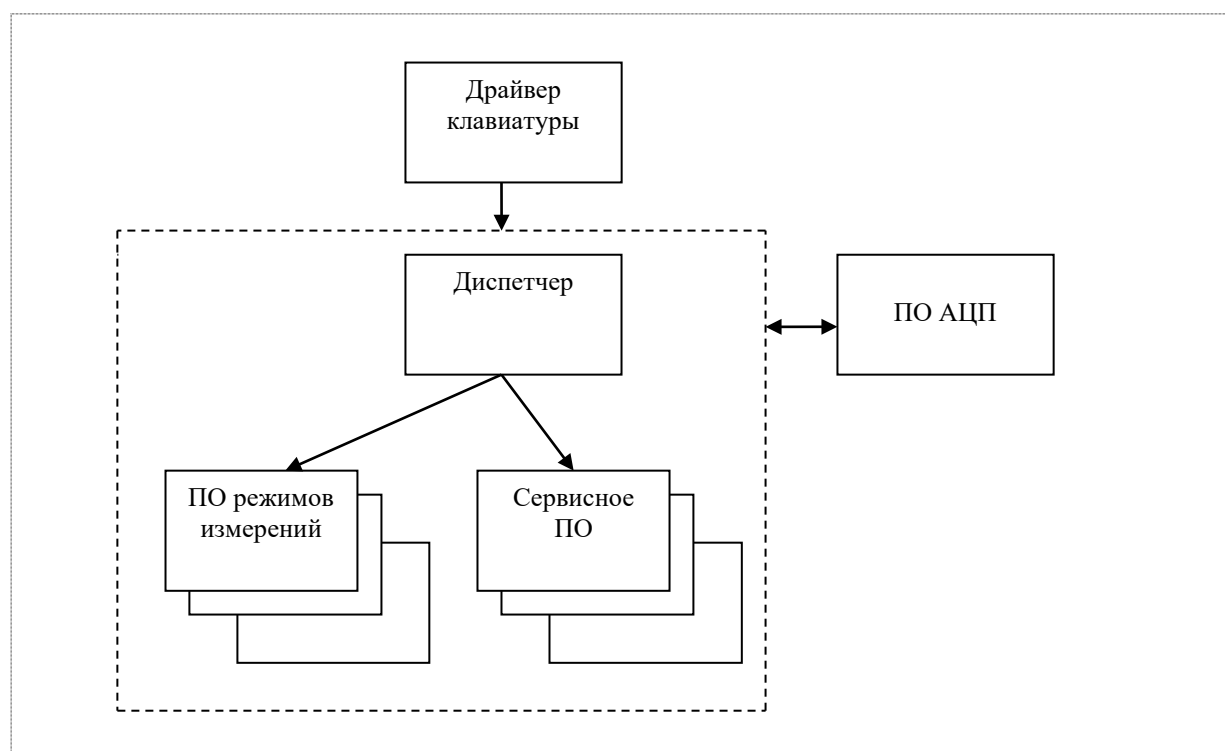 Драйвер
клавиатуры
Диспетчер
ПО АЦП
ПО режимов
измерений
Сервисное
ПО